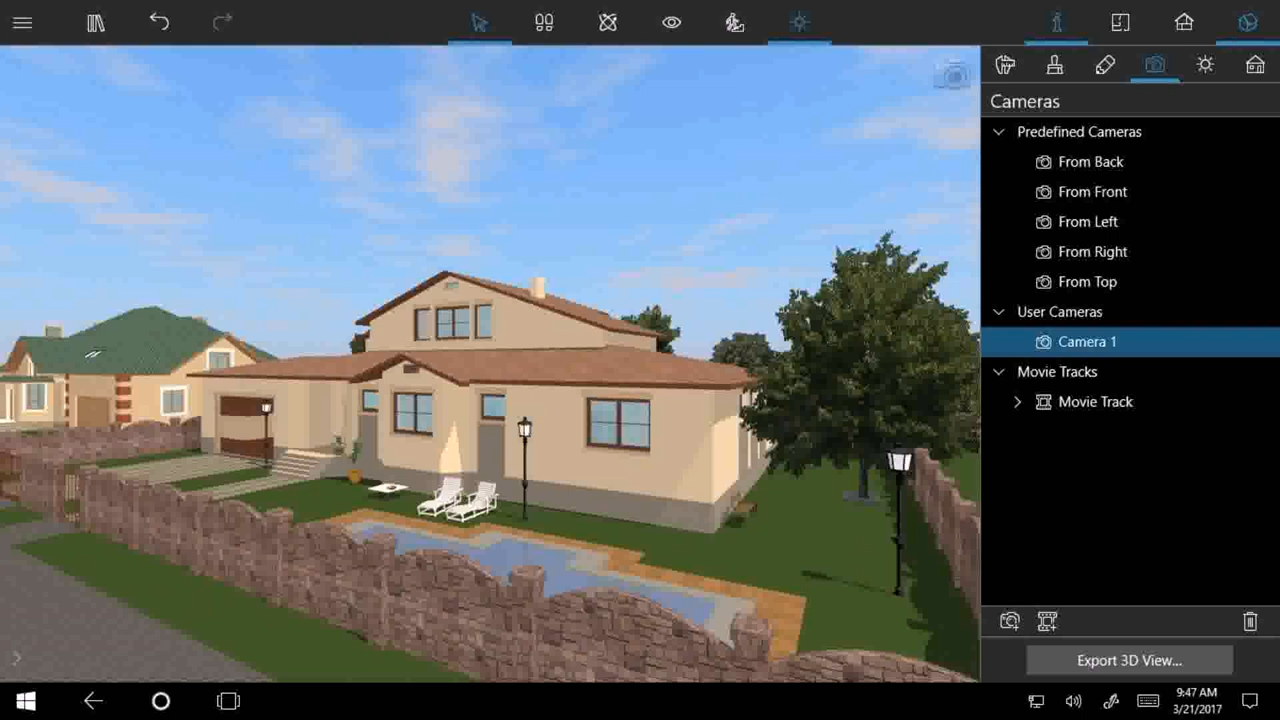 Cameras
Predefined Cameras
From Back
From Front
From Left
From Right
From Top
User Cameras
Camera 1
Movie Tracks
Movie Track
Export 3D View...
9:47 AM
3/21/2017